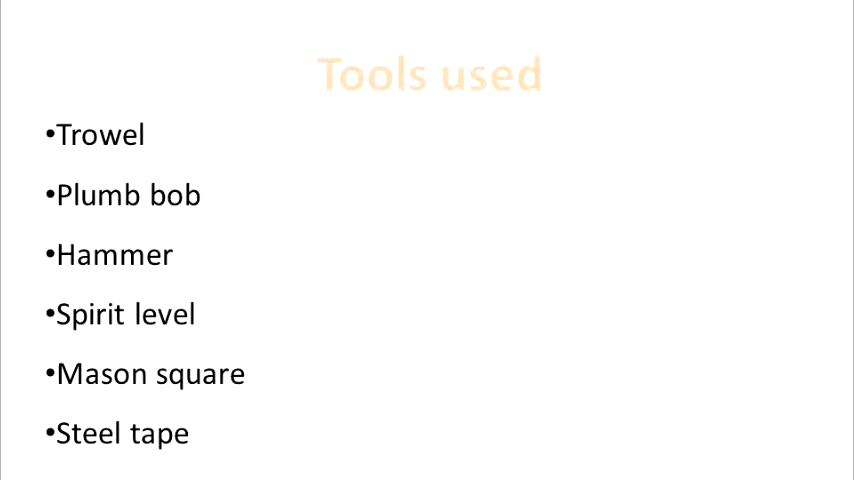 Tools used
•Trowel
•Plumb bob
•Hammer
•Spirit level
•Mason square
•Steel tape